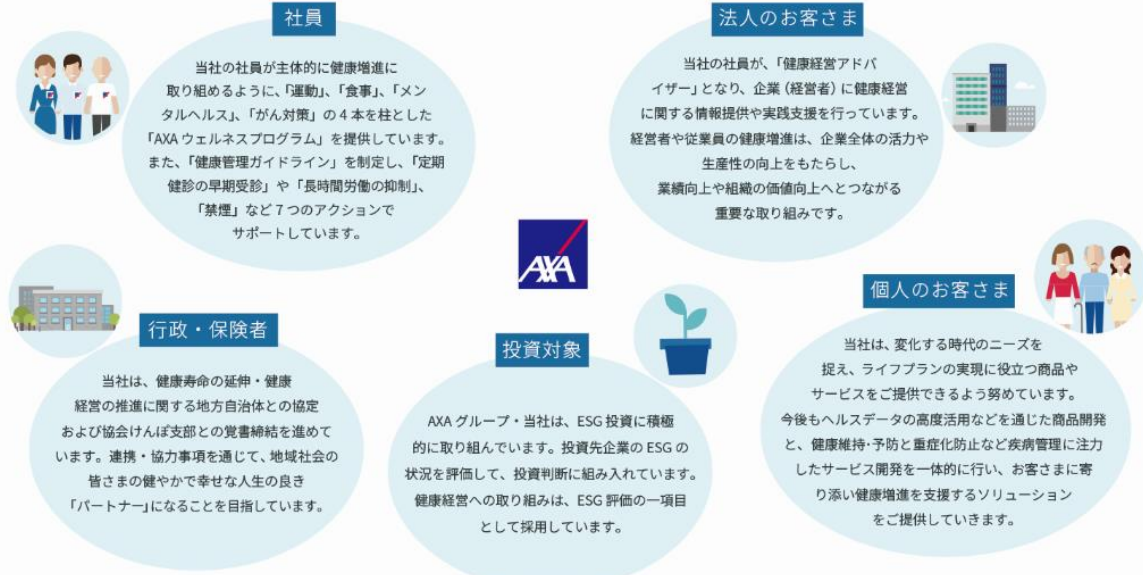 社員
当社の社員が主体的に健康増進に
取り組めるように、「運動」、「食事」、「メン
タルヘルス」、「がん対策」の4本を柱とした
「AXAウェルネスプログラム」を提供しています。
また、「健康管理ガイドライン」を制定し、「定期
健診の早期受診」や「長時間労働の抑制」、
「禁煙」など7つのアクションで
サポートしています。
法人のお客さま
当社の社員が、「健康経営アドバ
イザー」となり、企業（経営者）に健康経営
に関する情報提供や実践支援を行っています。
経営者や従業員の健康増進は、企業全体の活力や
生産性の向上をもたらし、
業績向上や組織の価値向上へとつながる
重要な取り組みです。
AXA
行政・保険者
当社は、健康寿命の延伸・健康
経営の推進に関する地方自治体との協定
および協会けんぽ支部との覚書締結を進めて
います。連携・協力事項を通じて、地域社会の
皆さまの健やかで幸せな人生の良き
「パートナー」になることを目指しています。
投資対象
AXAグループ・当社は、ESG投資に積極
的に取り組んでいます。投資先企業のESGの
状況を評価して、投資判断に組み入れています。
健康経営への取り組みは、ESG評価の一項目
として採用しています。
個人のお客さま
当社は、変化する時代のニーズを
捉え、ライフプランの実現に役立つ商品や
サービスをご提供できるよう努めています。
今後もヘルスデータの高度活用などを通じた商品開発
と、健康維持・予防と重症化防止など疾病管理に注力
したサービス開発を一体的に行い、お客さまに寄
り添い健康増進を支援するソリューション
をご提供していきます。